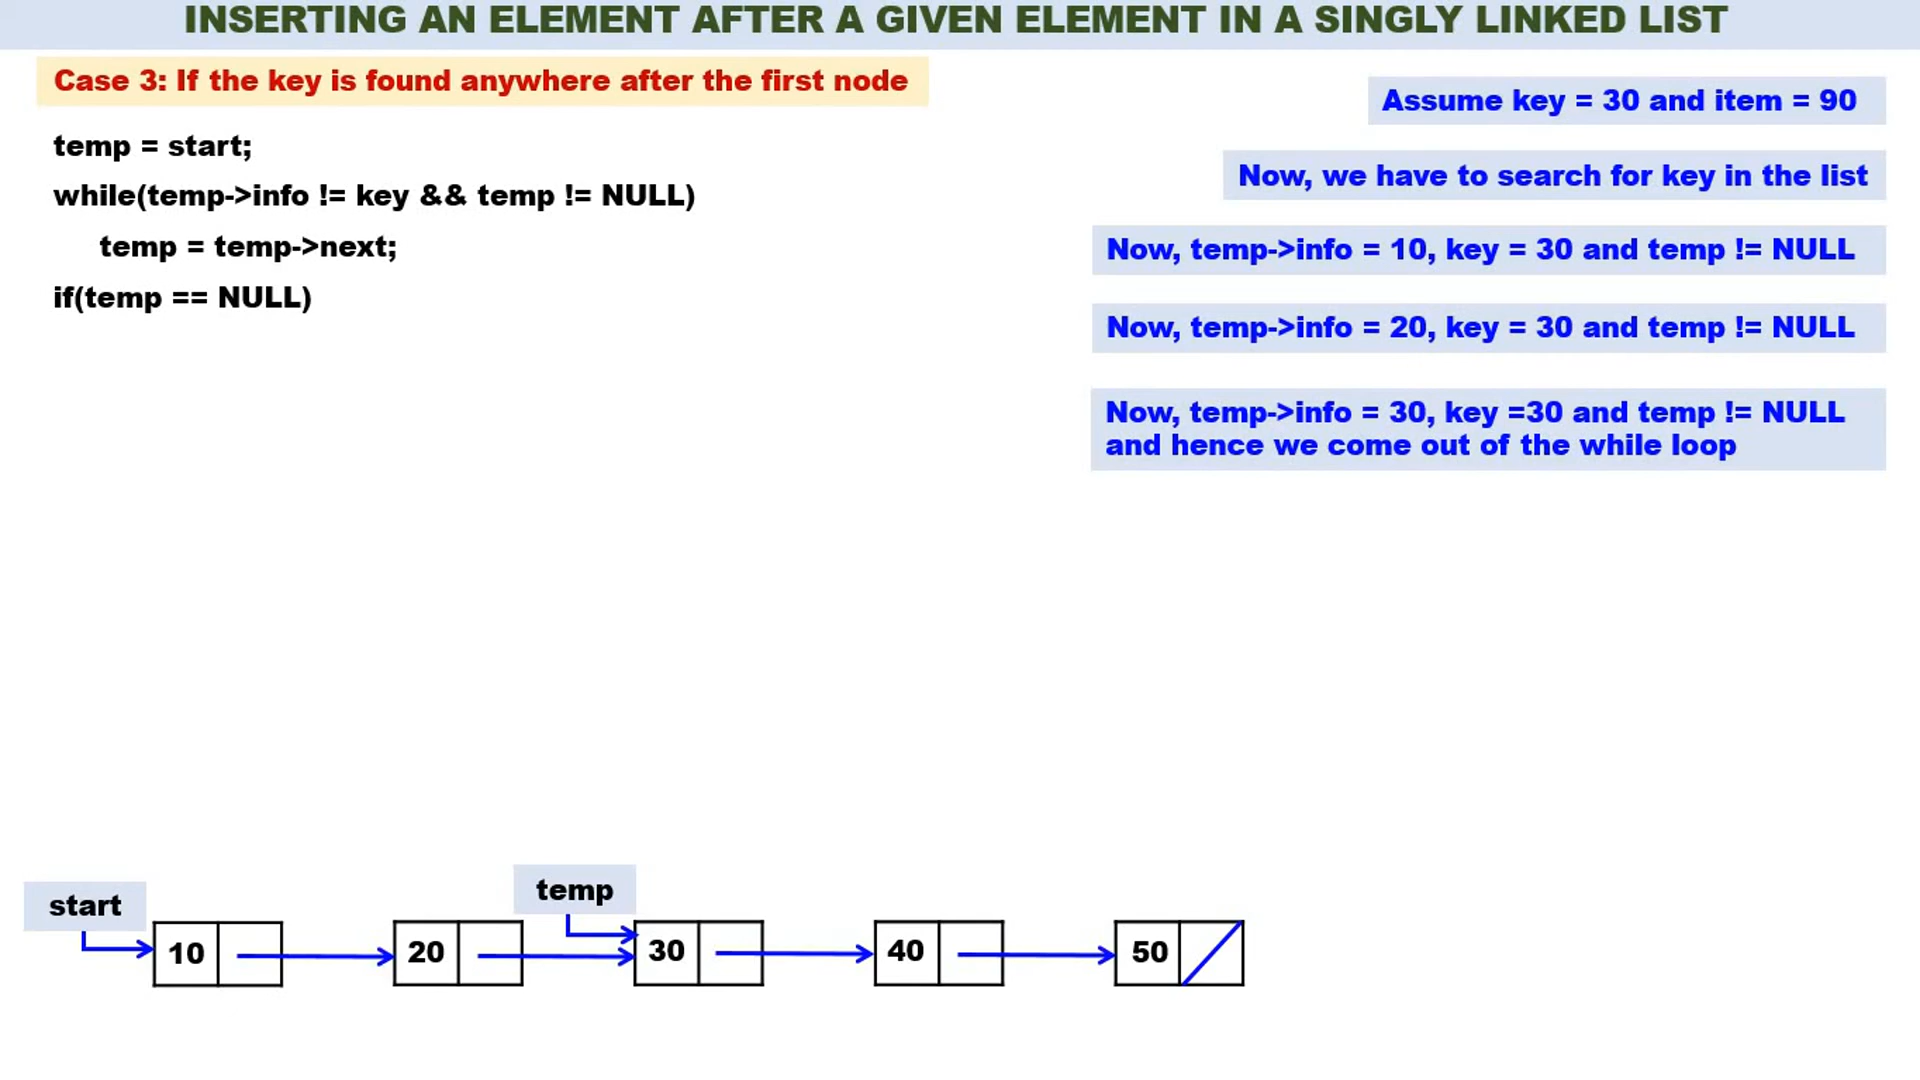 INSERTING AN ELEMENT AFTER A GIVEN ELEMENT IN A SINGLY LINKED LIST
Case 3: If the key is found anywhere after the first node
temp = start;
while(temp->info != key && temp != NULL)
temp = temp->next;
if(temp == NULL)
Assume key = 30 and item = 90
Now, we have to search for key in the list
Now, temp->info = 10, key = 30 and temp != NULL
Now, temp->info = 20, key = 30 and temp != NULL
Now, temp->info = 30, key =30 and temp != NULL
and hence we come out of the while loop
start
temp
10 20 30 40 50